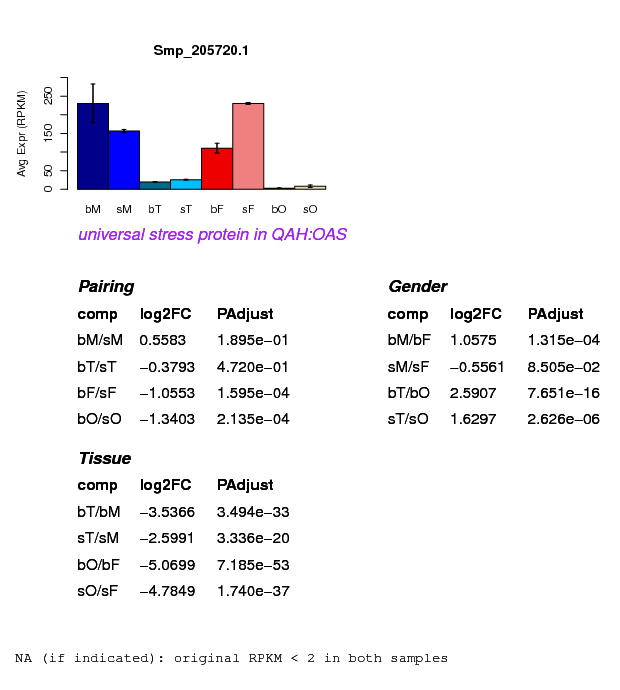 Smp_205720.1
Avg Expr (RPKM)
250
150
50
0
bM sM bT sT bF sF bO sO
universal stress protein in QAH:OAS
Pairing
comp log2FC PAdjust
bM/sM 0.5583 1.895e−01
bT/sT −0.3793 4.720e−01
bF/sF −1.0553 1.595e−04
bO/sO −1.3403 2.135e−04
Gender
comp log2FC PAdjust
bM/bF 1.0575 1.315e−04
sM/sF −0.5561 8.505e−02
bT/bO 2.5907 7.651e−16
sT/sO 1.6297 2.626e−06
Tissue
comp log2FC PAdjust
bT/bM −3.5366 3.494e−33
sT/sM −2.5991 3.336e−20
bO/bF −5.0699 7.185e−53
sO/sF −4.7849 1.740e−37
NA (if indicated): original RPKM < 2 in both samples